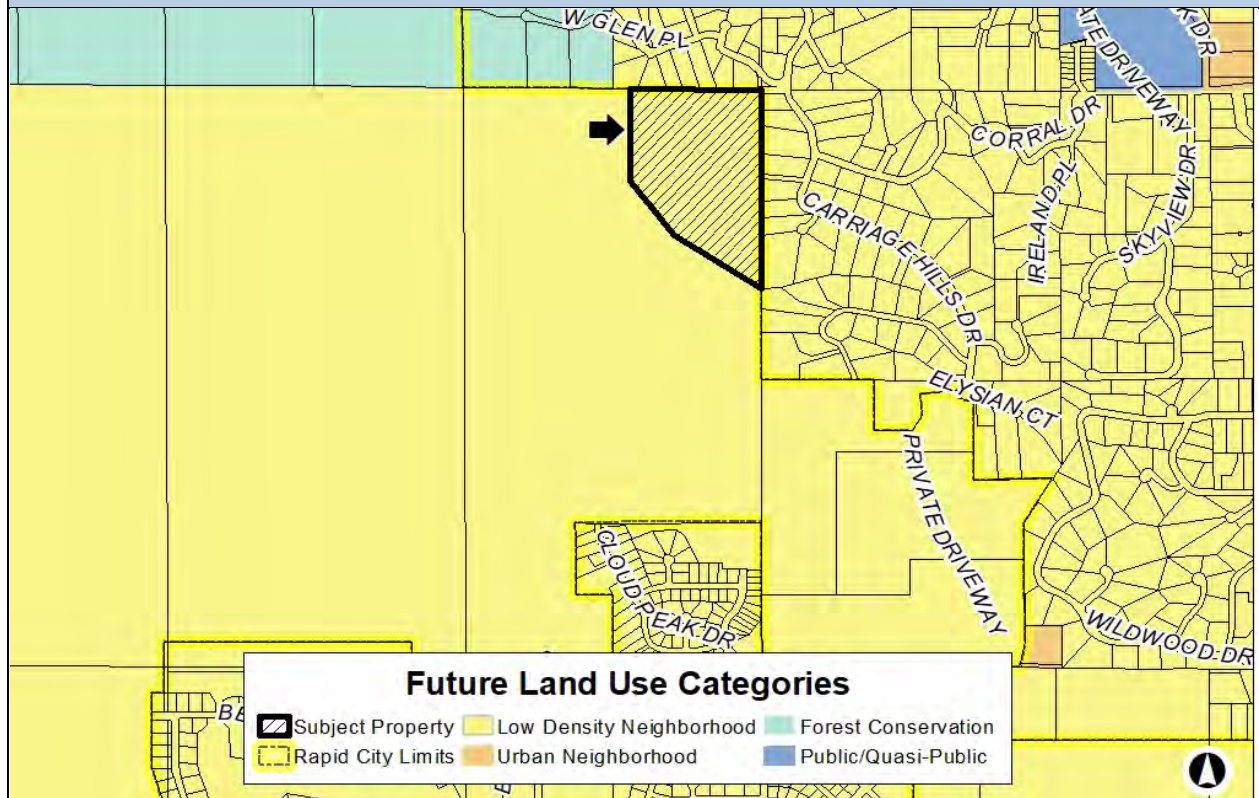 W GLEN PL
CORRAL DR
IRELAND PL
SKYVIEW DR
CARRIAGE HILLS DR
ELYSIAN CT
PRIVATE DRIVEWAY
CLOUD PEAK DR
WILDWOOD DR
Future Land Use Categories
Subject Property
Low Density Neighborhood
Forest Conservation
Rapid City Limits
Urban Neighborhood
Public/Quasi-Public